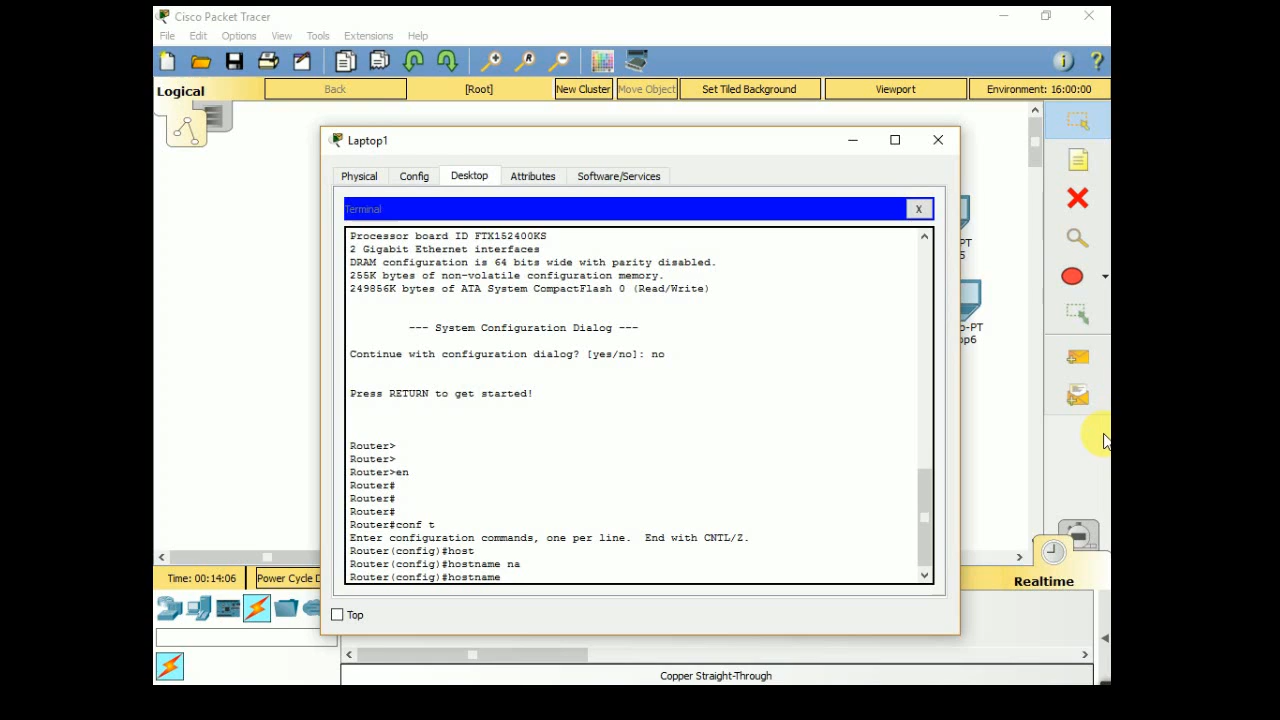 Cisco Packet Tracer
File Edit Options View Tools Extensions Help
Logical Back [Root] New Cluster Move Object Set Tiled Background Viewport Environment: 16:00:00
Laptop1
Physical Config Desktop Attributes Software/Services
Terminal X
Processor board ID FTX152400KS
2 Gigabit Ethernet interfaces
DRAM configuration is 64 bits wide with parity disabled.
255K bytes of non-volatile configuration memory.
249856K bytes of ATA System CompactFlash 0 (Read/Write)
--- System Configuration Dialog ---
Continue with configuration dialog? [yes/no]: no
Press RETURN to get started!
Router>
Router>
Router>en
Router#
Router#
Router#
Router#conf t
Enter configuration commands, one per line. End with CNTL/Z.
Router(config)#host
Router(config)#hostname na
Router(config)#hostname
Top
PT
5
o-PT
op6
Time: 00:14:06 Power Cycle D
Realtime
Copper Straight-Through